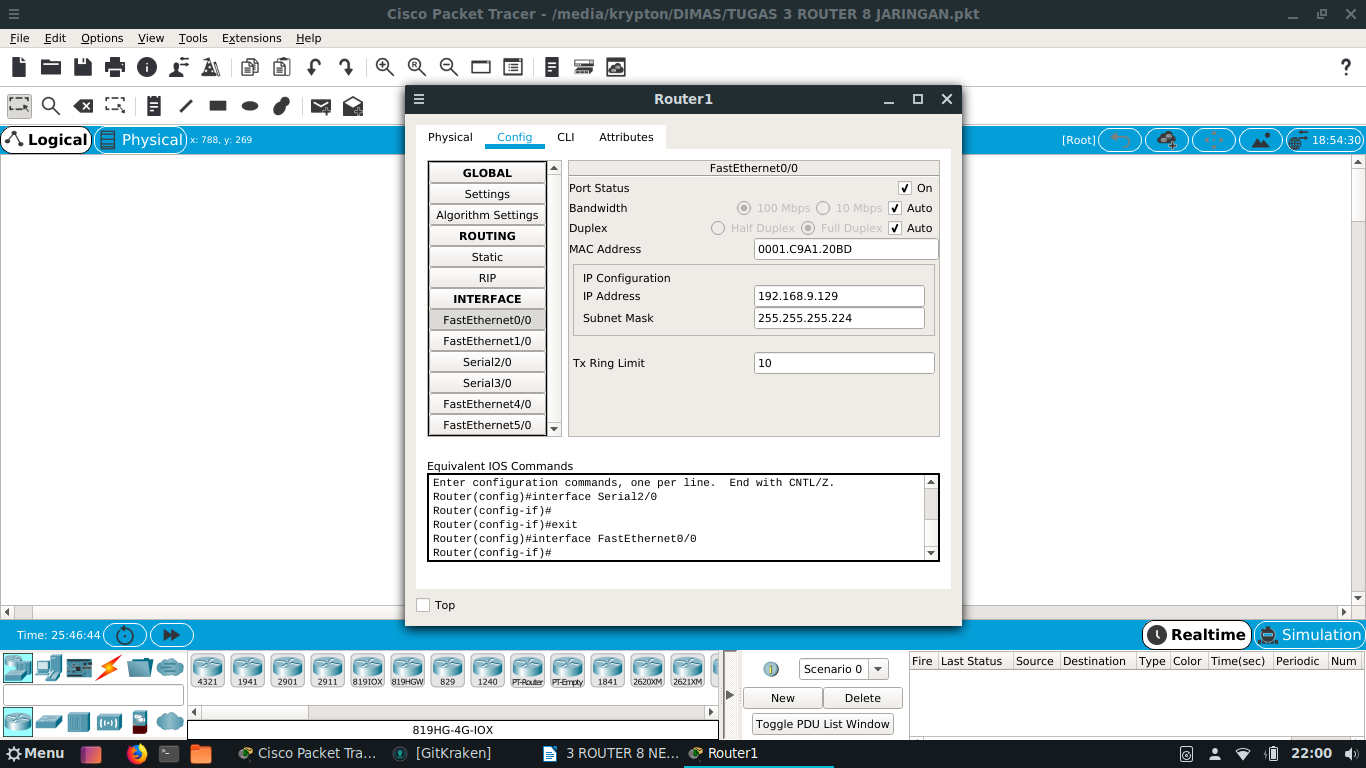 Cisco Packet Tracer - /media/krypton/DIMAS/TUGAS 3 ROUTER 8 JARINGAN.pkt
File Edit Options View Tools Extensions Help
Logical Physical x: 788, y: 269 [Root] 18:54:30
Router1
Physical Config CLI Attributes
GLOBAL
Settings
Algorithm Settings
ROUTING
Static
RIP
INTERFACE
FastEthernet0/0
FastEthernet1/0
Serial2/0
Serial3/0
FastEthernet4/0
FastEthernet5/0
FastEthernet0/0
Port Status On
Bandwidth 100 Mbps 10 Mbps Auto
Duplex Half Duplex Full Duplex Auto
MAC Address 0001.C9A1.20BD
IP Configuration
IP Address 192.168.9.129
Subnet Mask 255.255.255.224
Tx Ring Limit 10
Equivalent IOS Commands
Enter configuration commands, one per line. End with CNTL/Z.
Router(config)#interface Serial2/0
Router(config-if)#
Router(config-if)#exit
Router(config)#interface FastEthernet0/0
Router(config-if)#
Top
Time: 25:46:44 Realtime Simulation
4321 1941 2901 2911 819IOX 819HGW 829 1240 PT-Router PT-Empty 1841 2620XM 2621XM
819HG-4G-IOX
Scenario 0
New Delete
Toggle PDU List Window
Fire Last Status Source Destination Type Color Time(sec) Periodic Num
Menu Cisco Packet Tra... [GitKraken] 3 ROUTER 8 NE... Router1 22:00